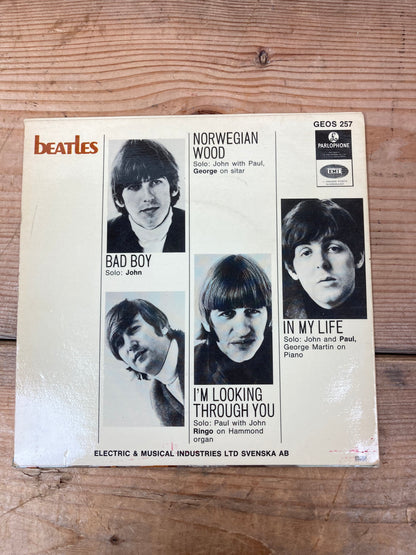 beatles
GEOS 257
NORWEGIAN
WOOD
Solo: John with Paul,
George on sitar
PARLOPHONE
EMI
BAD BOY
Solo: John
IN MY LIFE
Solo: John and Paul,
George Martin on
Piano
I'M LOOKING
THROUGH YOU
Solo: Paul with John
Ringo on Hammond
organ
ELECTRIC & MUSICAL INDUSTRIES LTD SVENSKA AB